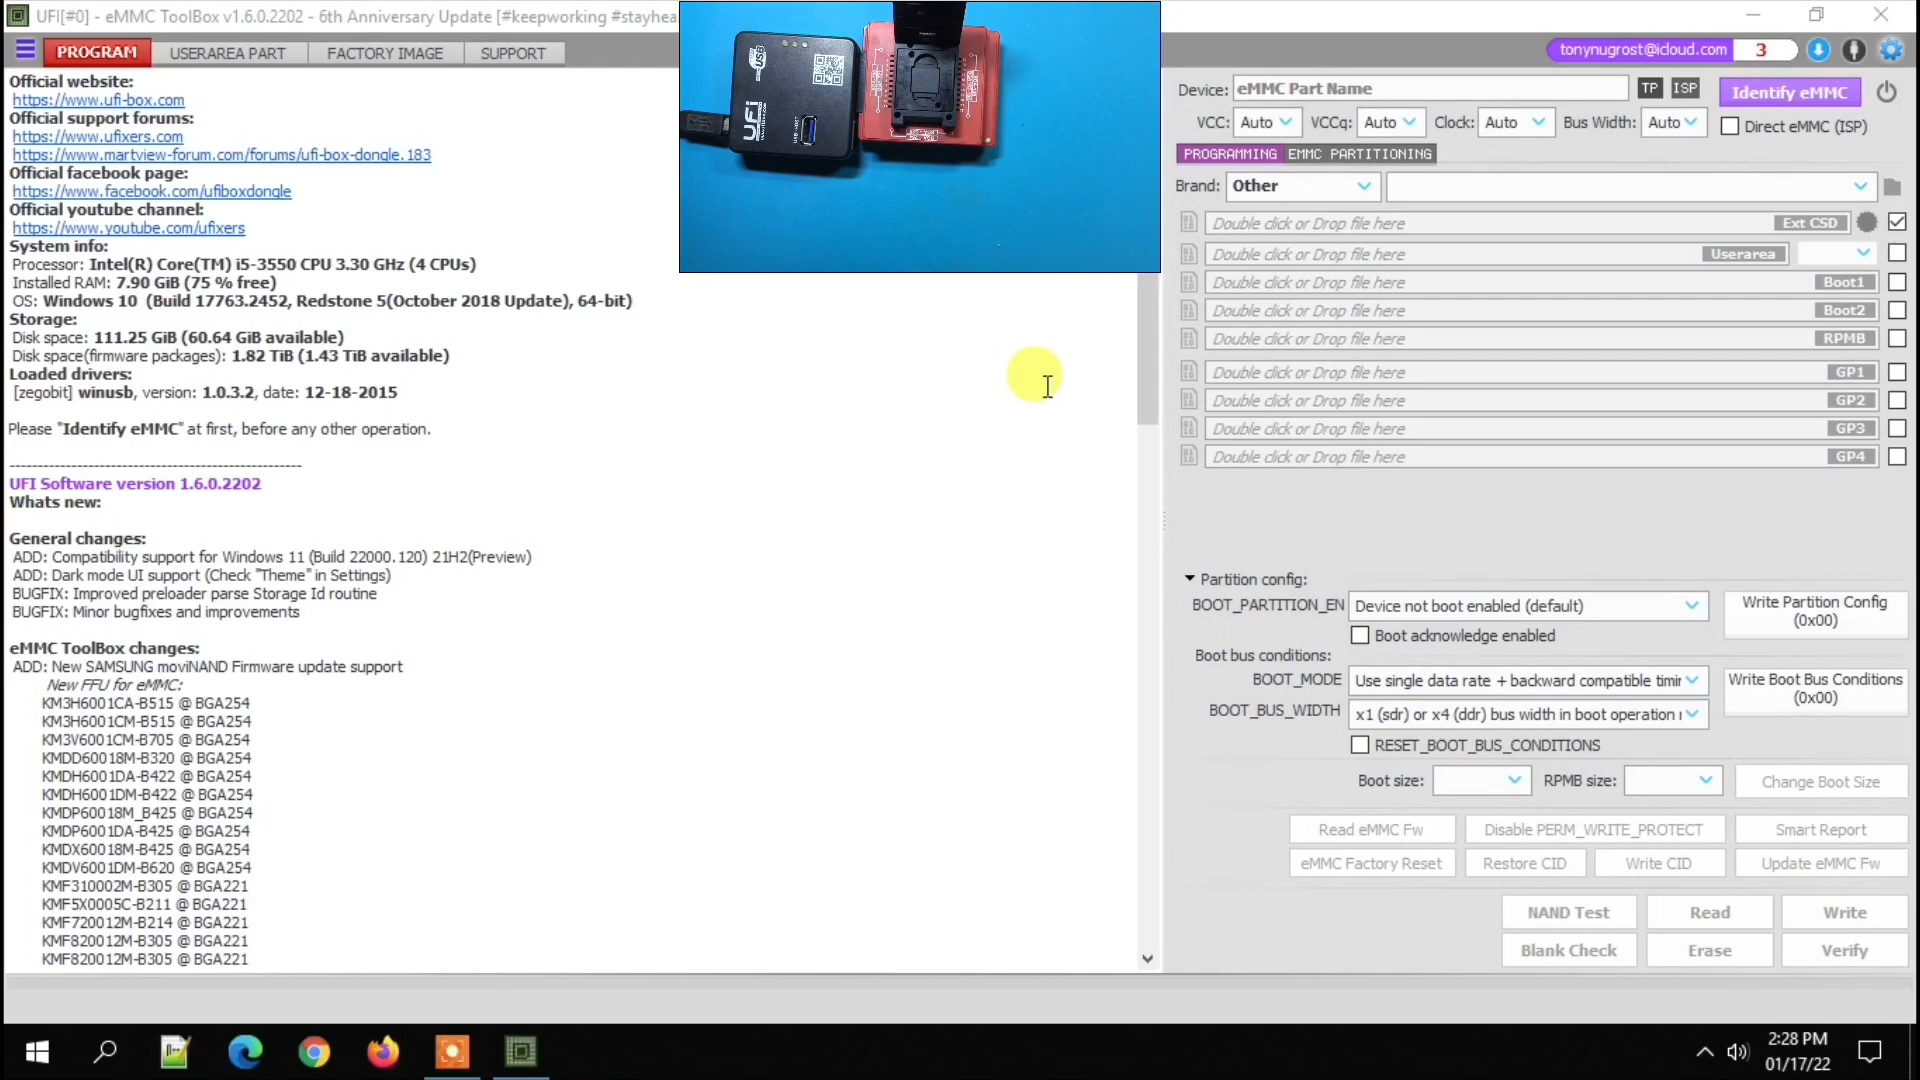 UFI[#0] - eMMC ToolBox v1.6.0.2202 - 6th Anniversary Update [#keepworking #stayhea
PROGRAM USERAREA PART FACTORY IMAGE SUPPORT
tonynugrost@icloud.com 3
Official website:
https://www.ufi-box.com
Official support forums:
https://www.ufixers.com
https://www.martview-forum.com/forums/ufi-box-dongle.183
Official facebook page:
https://www.facebook.com/ufiboxdongle
Official youtube channel:
https://www.youtube.com/ufixers
System info:
Processor: Intel(R) Core(TM) i5-3550 CPU 3.30 GHz (4 CPUs)
Installed RAM: 7.90 GiB (75 % free)
OS: Windows 10 (Build 17763.2452, Redstone 5(October 2018 Update), 64-bit)
Storage:
Disk space: 111.25 GiB (60.64 GiB available)
Disk space(firmware packages): 1.82 TiB (1.43 TiB available)
Loaded drivers:
[zegobit] winusb, version: 1.0.3.2, date: 12-18-2015
Please "Identify eMMC" at first, before any other operation.
------------------------------------------------------
UFI Software version 1.6.0.2202
Whats new:
General changes:
ADD: Compatibility support for Windows 11 (Build 22000.120) 21H2(Preview)
ADD: Dark mode UI support (Check "Theme" in Settings)
BUGFIX: Improved preloader parse Storage Id routine
BUGFIX: Minor bugfixes and improvements
eMMC ToolBox changes:
ADD: New SAMSUNG moviNAND Firmware update support
New FFU for eMMC:
KM3H6001CA-B515 @ BGA254
KM3H6001CM-B515 @ BGA254
KM3V6001CM-B705 @ BGA254
KMDD60018M-B320 @ BGA254
KMDH6001DA-B422 @ BGA254
KMDH6001DM-B422 @ BGA254
KMDP60018M_B425 @ BGA254
KMDP6001DA-B425 @ BGA254
KMDX60018M-B425 @ BGA254
KMDV6001DM-B620 @ BGA254
KMF310002M-B305 @ BGA221
KMF5X0005C-B211 @ BGA221
KMF720012M-B214 @ BGA221
KMF820012M-B305 @ BGA221
KMF820012M-B305 @ BGA221
UFI
USB
Device: eMMC Part Name TP ISP Identify eMMC
VCC: Auto VCCq: Auto Clock: Auto Bus Width: Auto Direct eMMC (ISP)
PROGRAMMING EMMC PARTITIONING
Brand: Other
Double click or Drop file here Ext CSD
Double click or Drop file here Userarea
Double click or Drop file here Boot1
Double click or Drop file here Boot2
Double click or Drop file here RPMB
Double click or Drop file here GP1
Double click or Drop file here GP2
Double click or Drop file here GP3
Double click or Drop file here GP4
Partition config:
BOOT_PARTITION_EN Device not boot enabled (default) Write Partition Config (0x00)
Boot acknowledge enabled
Boot bus conditions:
BOOT_MODE Use single data rate + backward compatible timir Write Boot Bus Conditions (0x00)
BOOT_BUS_WIDTH x1 (sdr) or x4 (ddr) bus width in boot operation
RESET_BOOT_BUS_CONDITIONS
Boot size: RPMB size: Change Boot Size
Read eMMC Fw Disable PERM_WRITE_PROTECT Smart Report
eMMC Factory Reset Restore CID Write CID Update eMMC Fw
NAND Test Read Write
Blank Check Erase Verify
2:28 PM
01/17/22